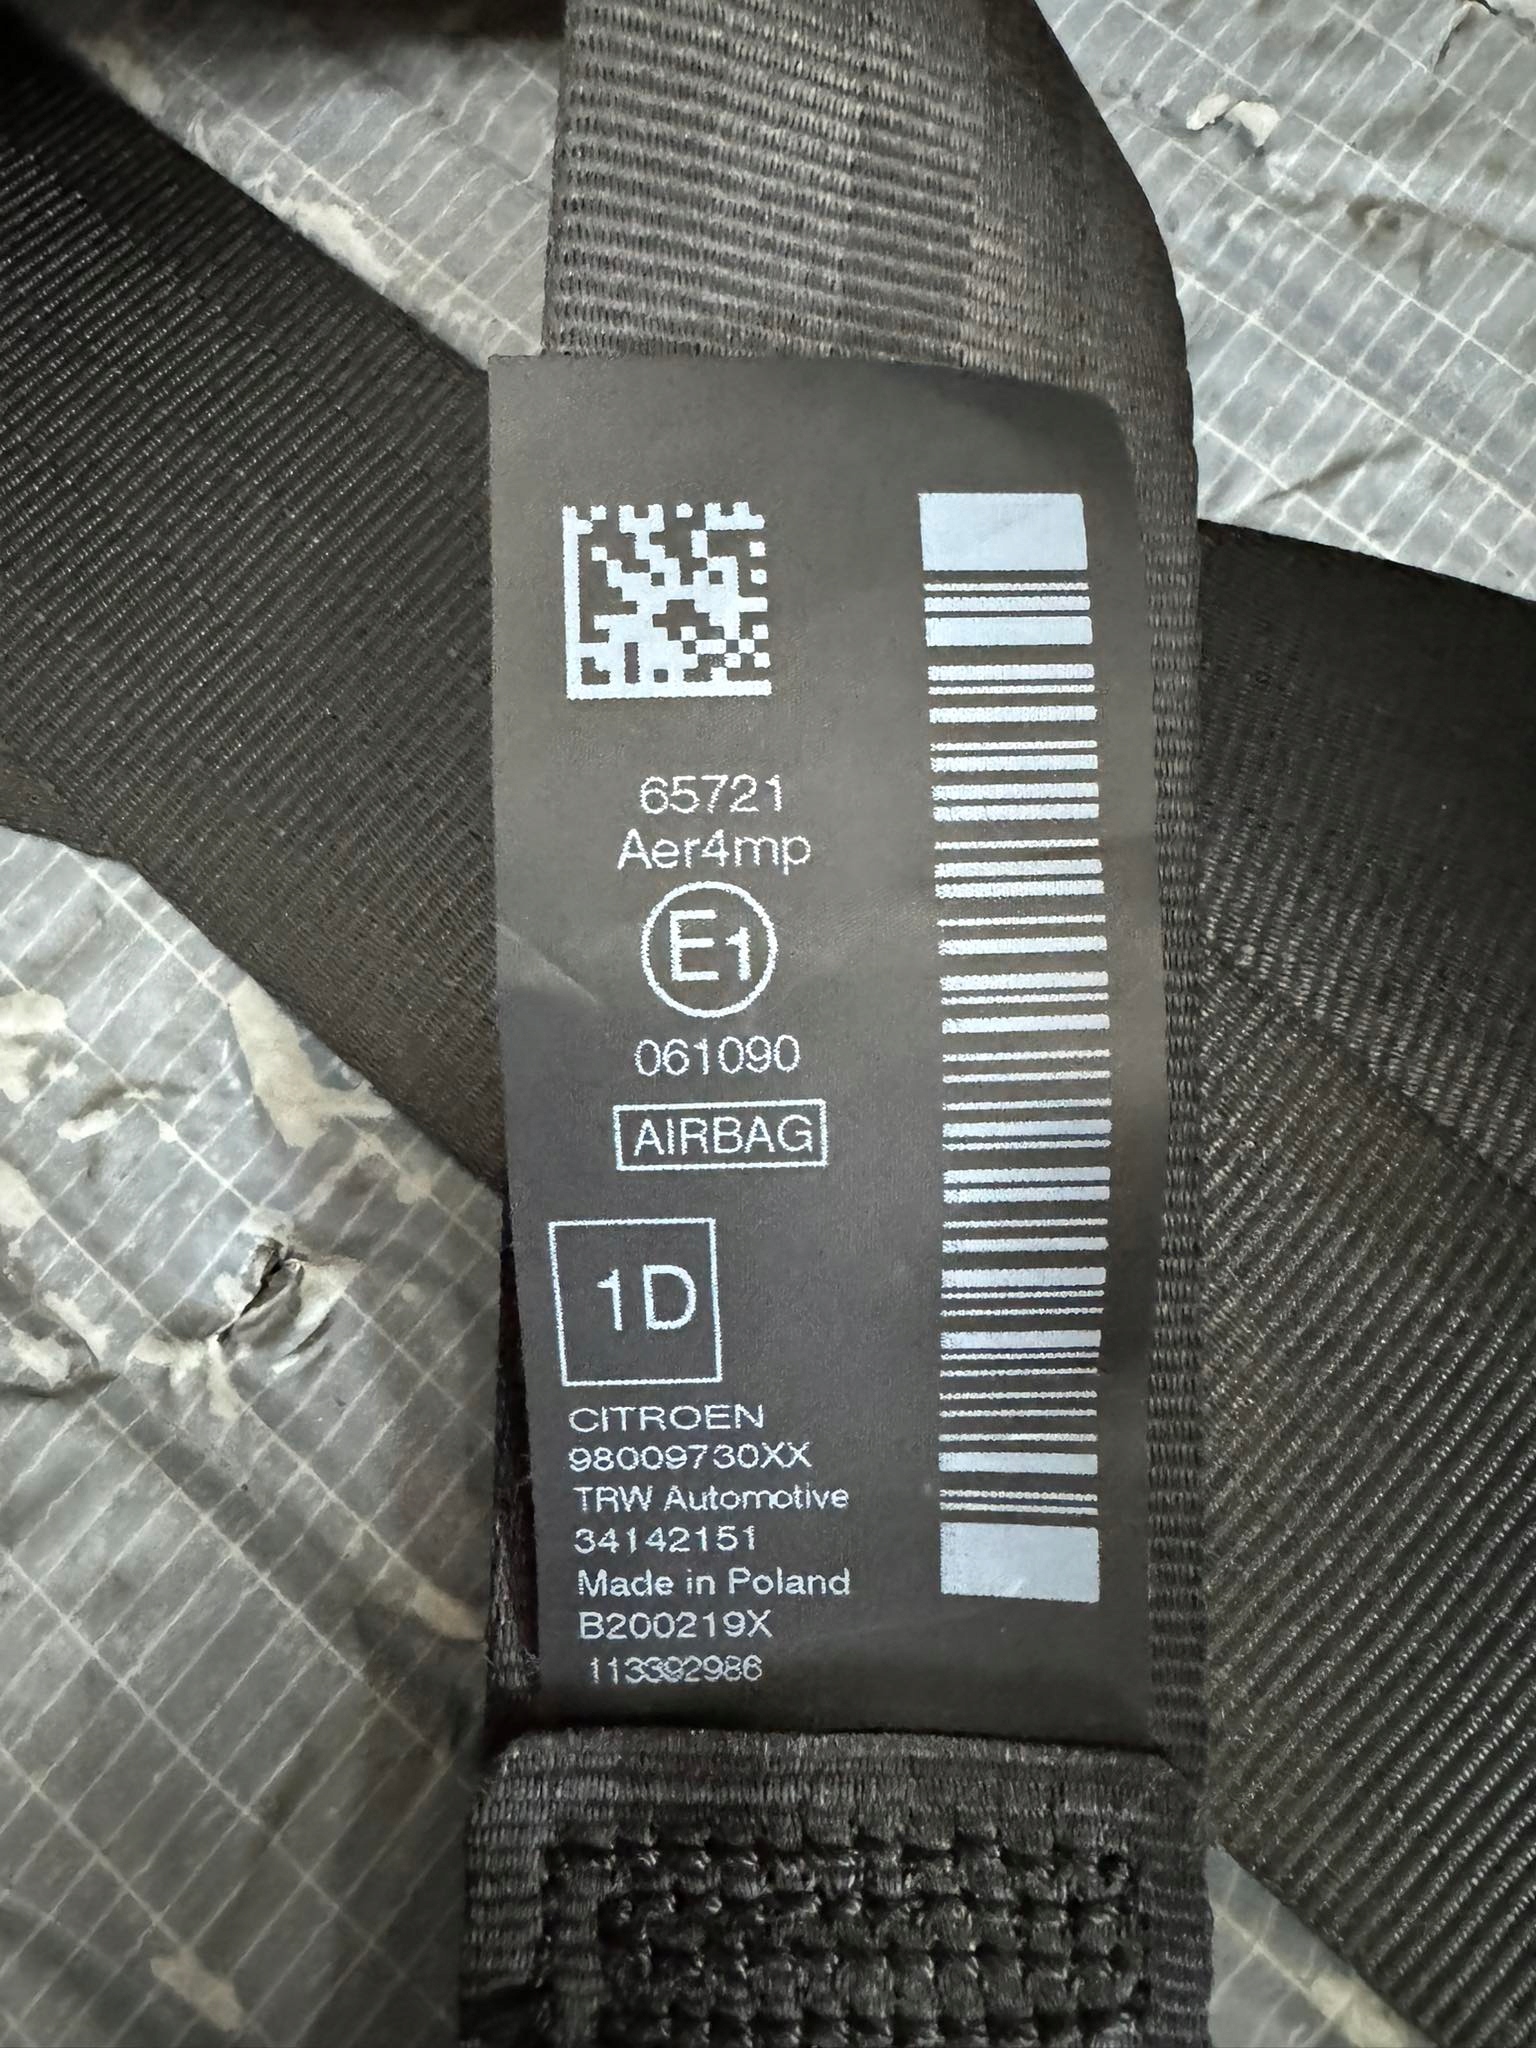 65721
Aer4mp
E1
061090
AIRBAG
1D
CITROEN
98009730XX
TRW Automotive
34142151
Made in Poland
B200219X
113392986